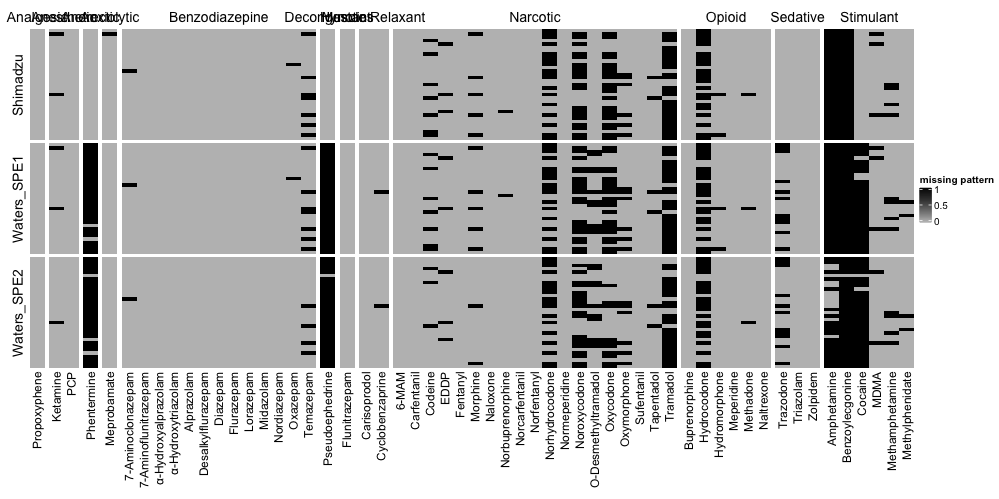 Benzodiazepine
Relaxant
Narcotic
Opioid
Sedative
Stimulant
Shimadzu
Waters_SPE1
Waters_SPE2
missing pattern
1
0.5
0
Propoxyphene
Ketamine
PCP
Phentermine
Meprobamate
7-Aminoclonazepam
7-Aminoflunitrazepam
α-Hydroxyalprazolam
α-Hydroxytriazolam
Alprazolam
Desalkylflurazepam
Diazepam
Flurazepam
Lorazepam
Midazolam
Nordiazepam
Oxazepam
Temazepam
Pseudoephedrine
Flunitrazepam
Carisoprodol
Cyclobenzaprine
6-MAM
Carfentanil
Codeine
EDDP
Fentanyl
Morphine
Naloxone
Norbuprenorphine
Norcarfentanil
Norfentanyl
Norhydrocodone
Normeperidine
Noroxycodone
O-Desmethyltramadol
Oxycodone
Oxymorphone
Sufentanil
Tapentadol
Tramadol
Buprenorphine
Hydrocodone
Hydromorphone
Meperidine
Methadone
Naltrexone
Trazodone
Triazolam
Zolpidem
Amphetamine
Benzoylecgonine
Cocaine
MDMA
Methamphetamine
Methylphenidate